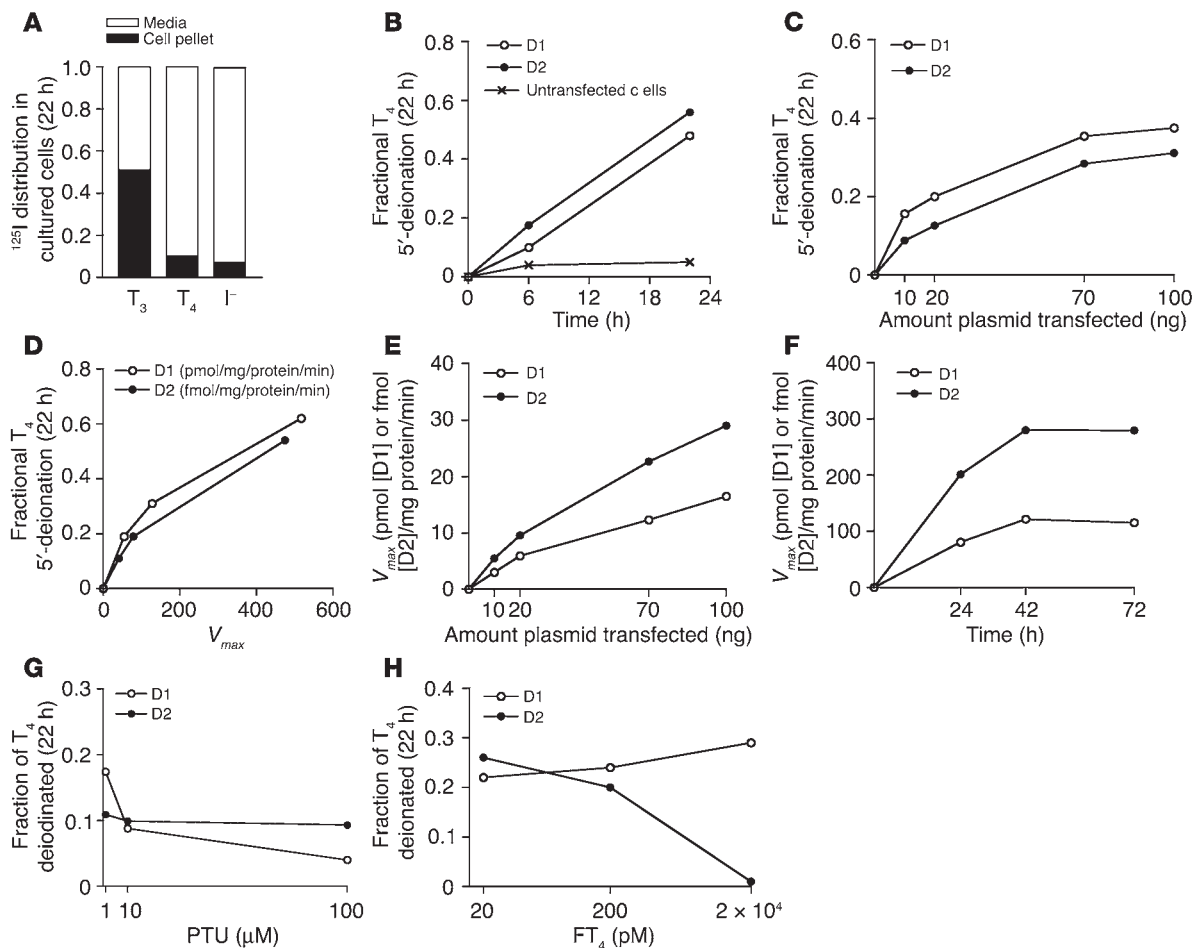 A
Media
Cell pellet
¹²⁵I distribution in
cultured cells (22 h)
1.0
0.8
0.6
0.4
0.2
0
T₃
T₄
I⁻
B
D1
D2
Untransfected c ells
Fractional T₄
5′-deionation (22 h)
0.8
0.6
0.4
0.2
0
0
6
12
18
24
Time (h)
C
D1
D2
Fractional T₄
5′-deionation (22 h)
0.6
0.4
0.2
0
10
20
70
100
Amount plasmid transfected (ng)
D
D1 (pmol/mg/protein/min)
D2 (fmol/mg/protein/min)
Fractional T₄
5′-deionation (22 h)
0.8
0.6
0.4
0.2
0
0
200
400
600
Vmax
E
D1
D2
Vmax (pmol [D1] or fmol
[D2]/mg protein/min)
40
30
20
10
0
10
20
70
100
Amount plasmid transfected (ng)
F
D1
D2
Vmax (pmol [D1] or fmol
[D2]/mg protein/min)
400
300
200
100
0
24
42
72
Time (h)
G
D1
D2
Fraction of T₄
deiodinated (22 h)
0.3
0.2
0.1
0
1
10
100
PTU (µM)
H
D1
D2
Fraction of T₄
deionated (22 h)
0.4
0.3
0.2
0.1
0
20
200
2 × 10⁴
FT₄ (pM)